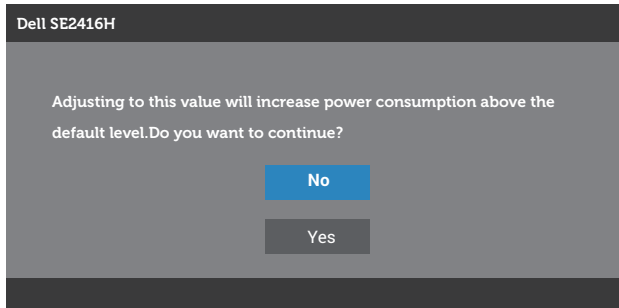 Dell SE2416H
Adjusting to this value will increase power consumption above the
default level.Do you want to continue?
No
Yes